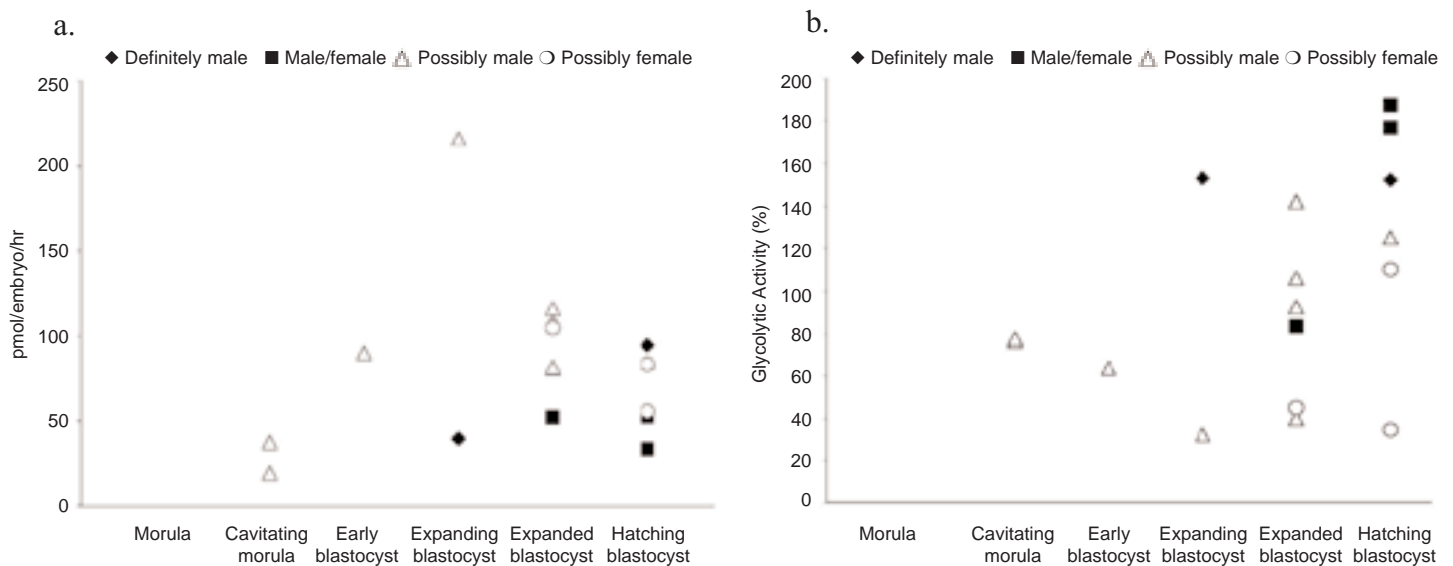 a.
◆ Definitely male ■ Male/female △ Possibly male ○ Possibly female
250
200
150
100
50
0
pmol/embryo/hr
Morula Cavitating morula Early blastocyst Expanding blastocyst Expanded blastocyst Hatching blastocyst
b.
◆ Definitely male ■ Male/female △ Possibly male ○ Possibly female
200
180
160
140
120
100
80
60
40
20
0
Glycolytic Activity (%)
Morula Cavitating morula Early blastocyst Expanding blastocyst Expanded blastocyst Hatching blastocyst